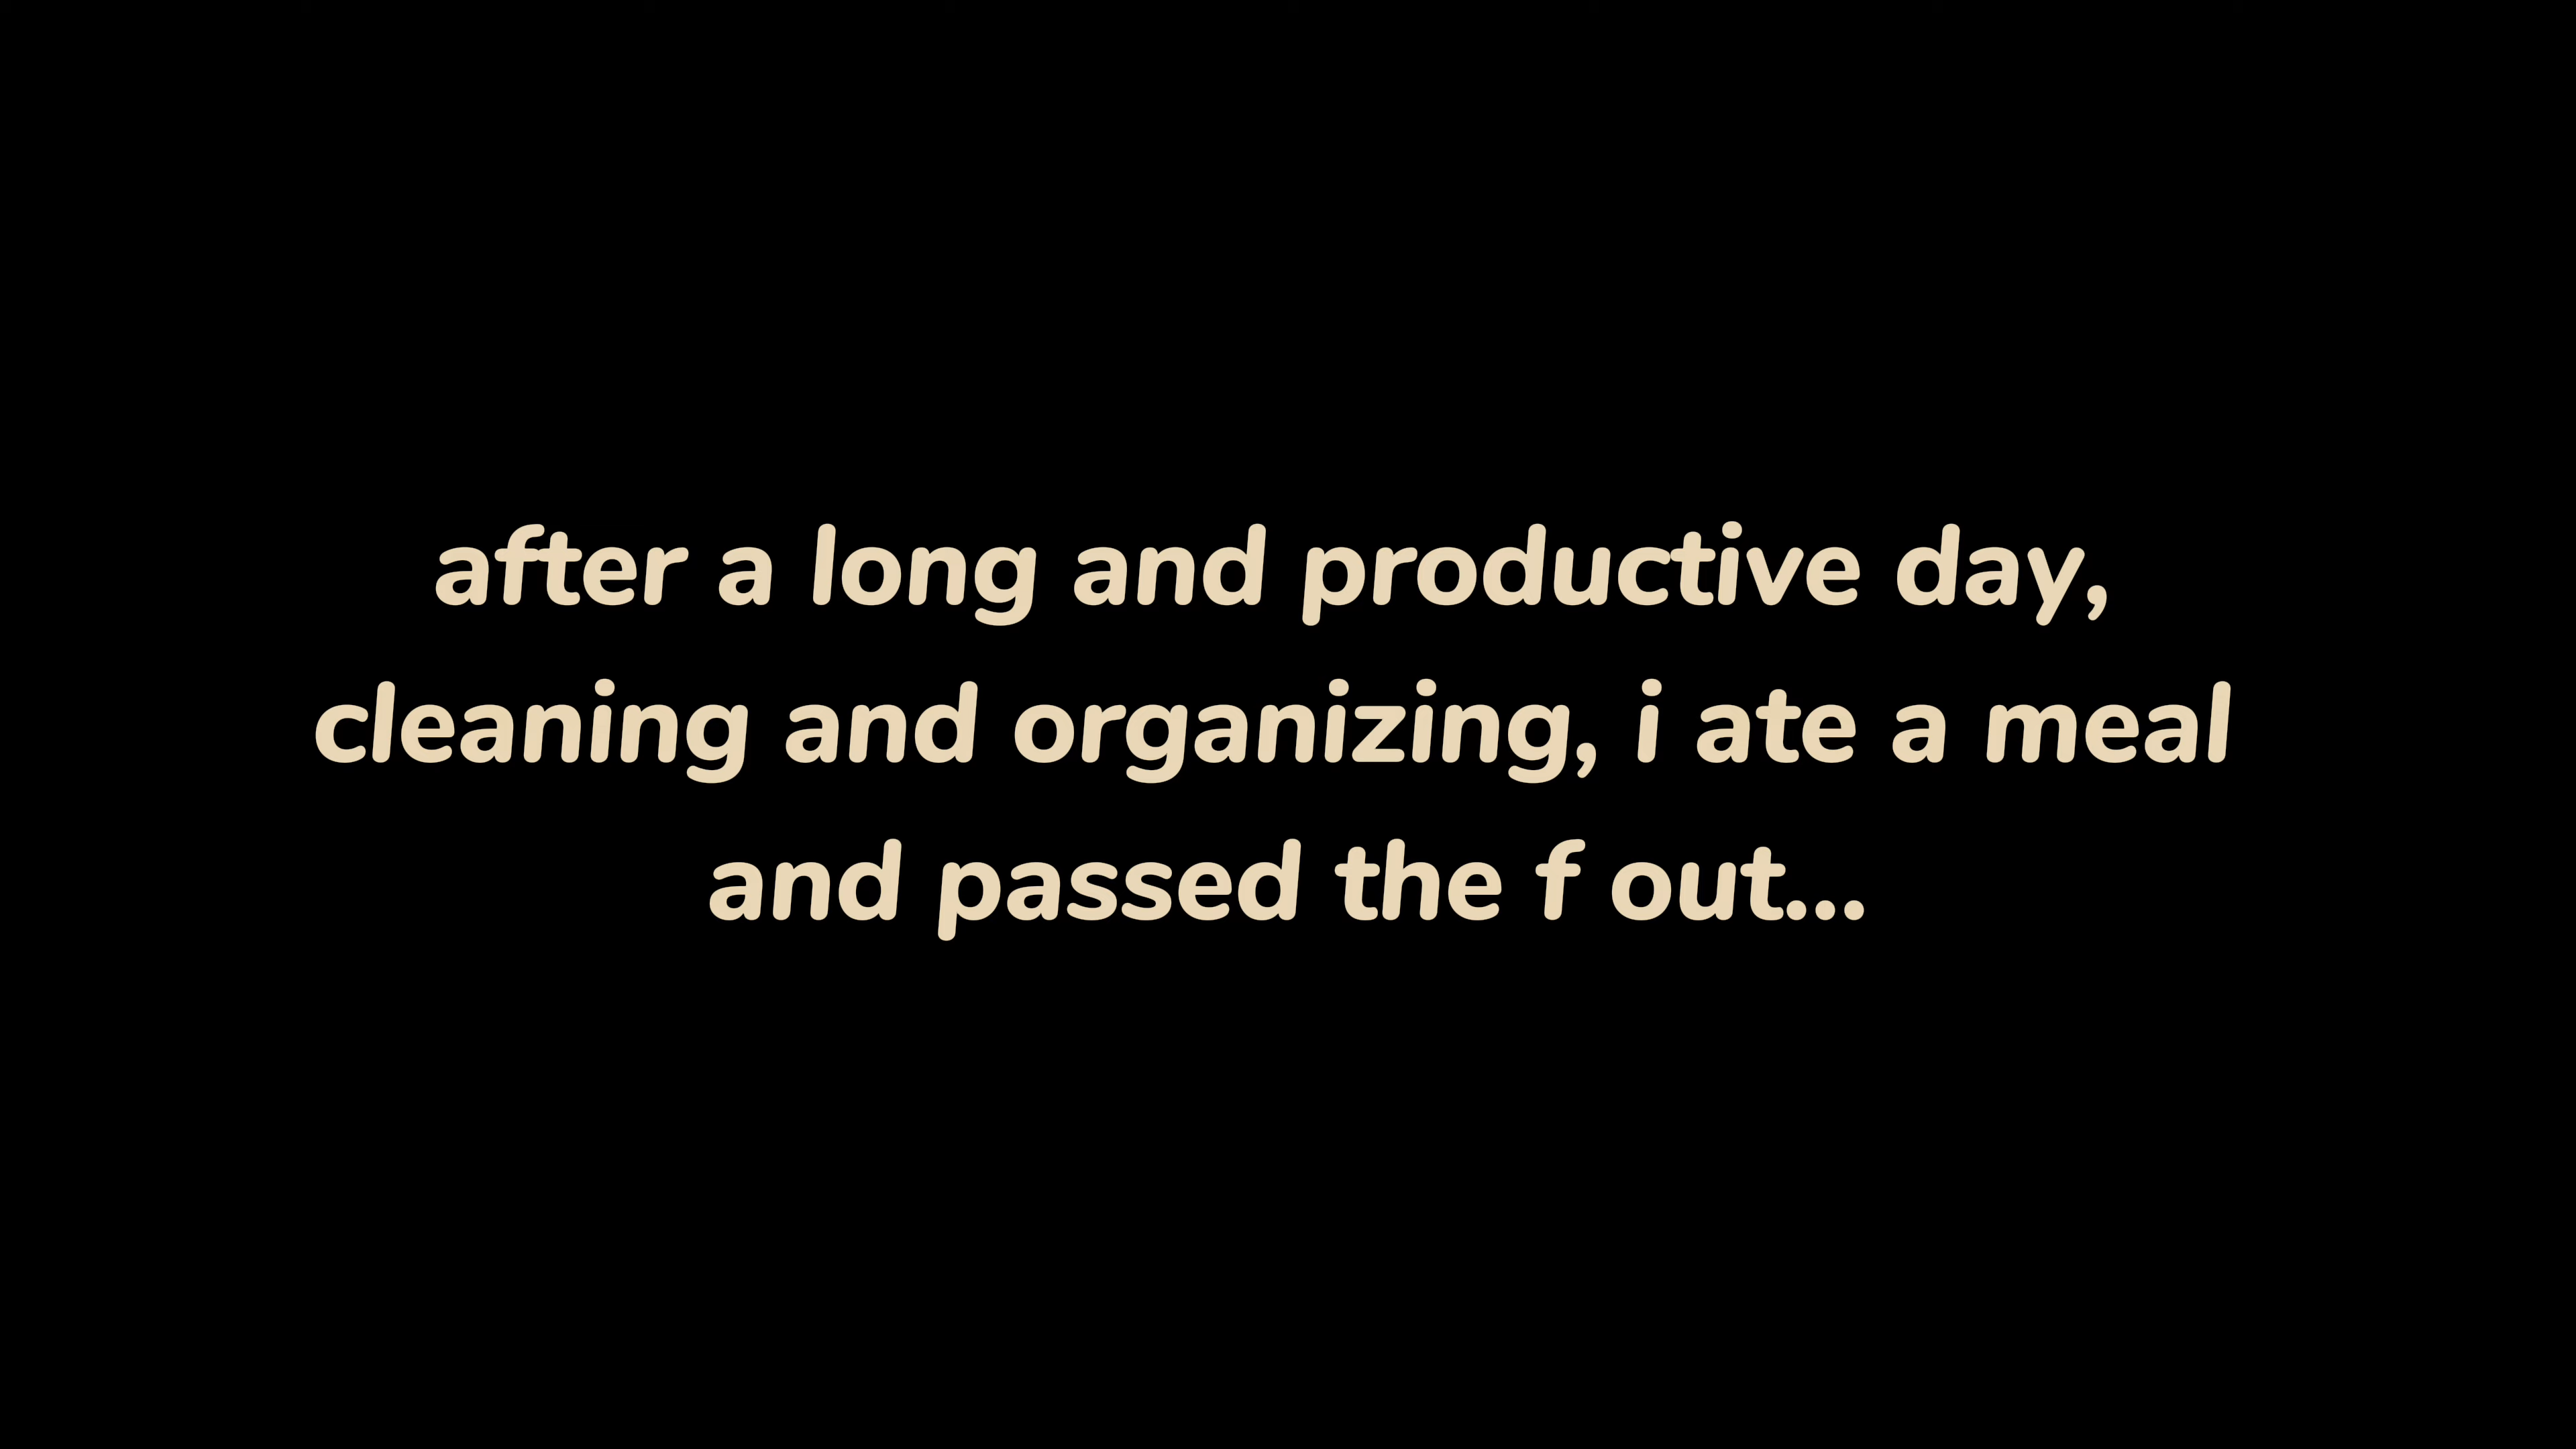 after a long and productive day,
cleaning and organizing, i ate a meal
and passed the f out...